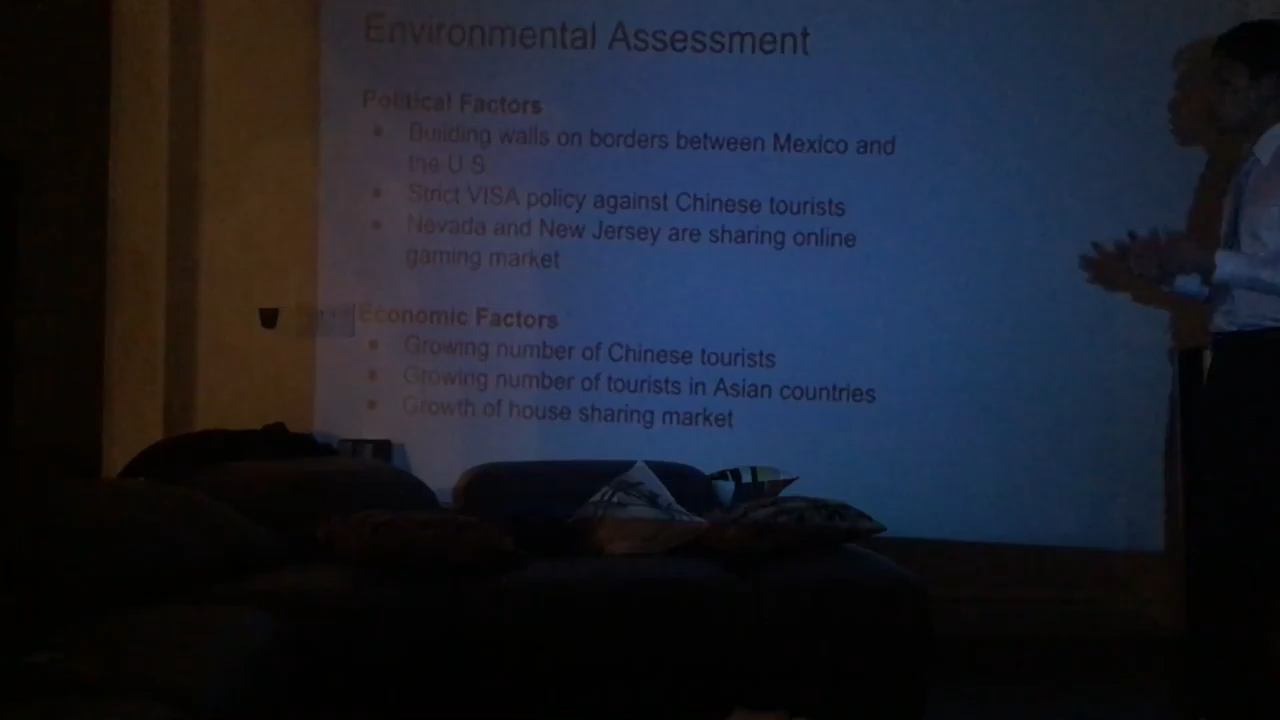 Environmental Assessment
Political Factors
• Building walls on borders between Mexico and
the U S
• Strict VISA policy against Chinese tourists
• Nevada and New Jersey are sharing online
gaming market
Economic Factors
• Growing number of Chinese tourists
• Growing number of tourists in Asian countries
• Growth of house sharing market